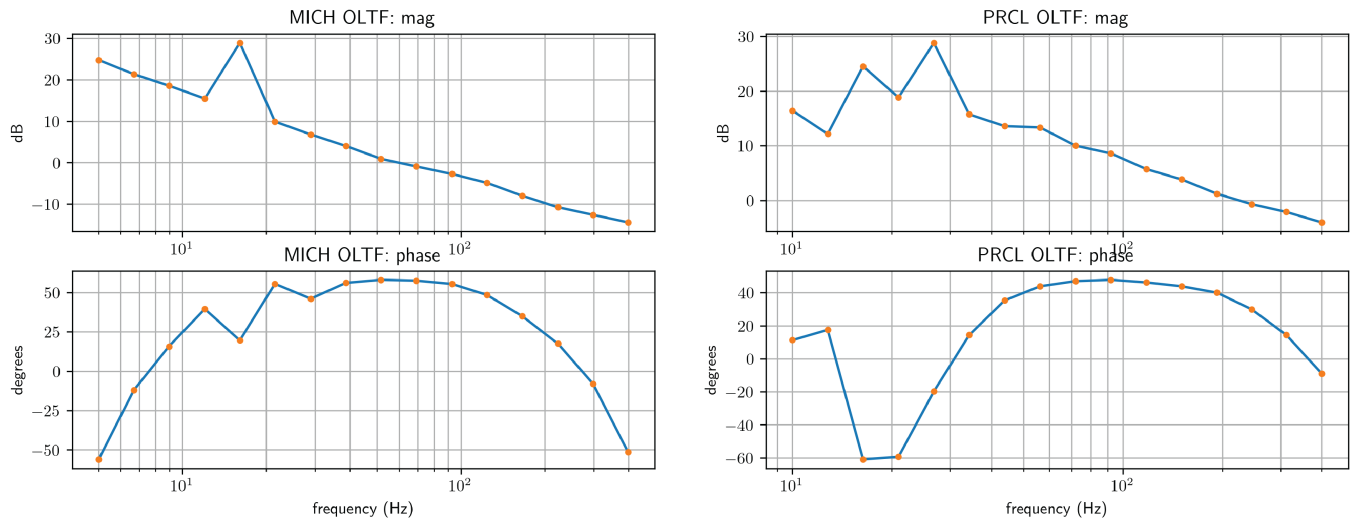 MICH OLTF: mag
30
20
10
0
−10
dB
10¹
10²
PRCL OLTF: mag
30
20
10
0
dB
10¹
10²
MICH OLTF: phase
50
25
0
−25
−50
degrees
10¹
10²
frequency (Hz)
PRCL OLTF: phase
40
20
0
−20
−40
−60
degrees
10¹
10²
frequency (Hz)